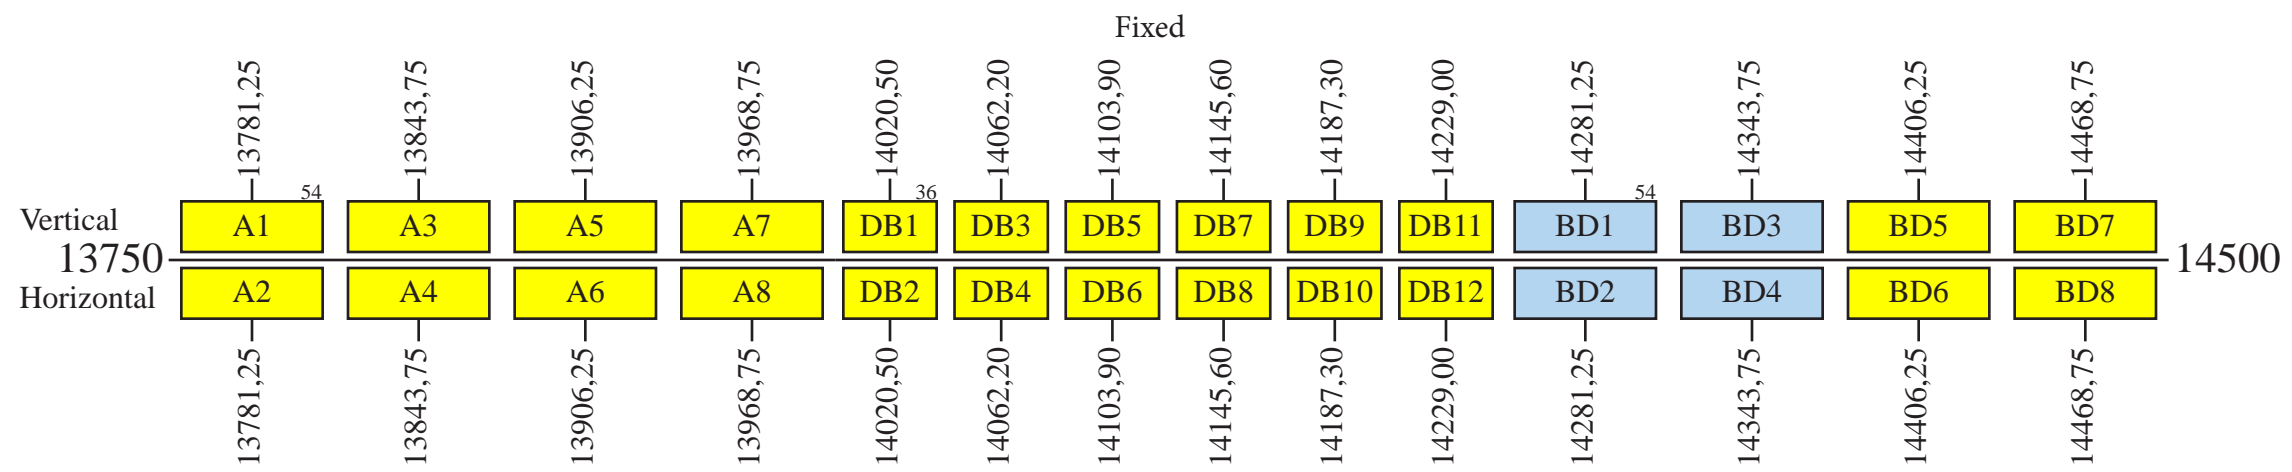 Fixed
13781,25 13843,75 13906,25 13968,75 14020,50 14062,20 14103,90 14145,60 14187,30 14229,00 14281,25 14343,75 14406,25 14468,75
54 36 54
Vertical A1 A3 A5 A7 DB1 DB3 DB5 DB7 DB9 DB11 BD1 BD3 BD5 BD7
13750 14500
Horizontal A2 A4 A6 A8 DB2 DB4 DB6 DB8 DB10 DB12 BD2 BD4 BD6 BD8
13781,25 13843,75 13906,25 13968,75 14020,50 14062,20 14103,90 14145,60 14187,30 14229,00 14281,25 14343,75 14406,25 14468,75